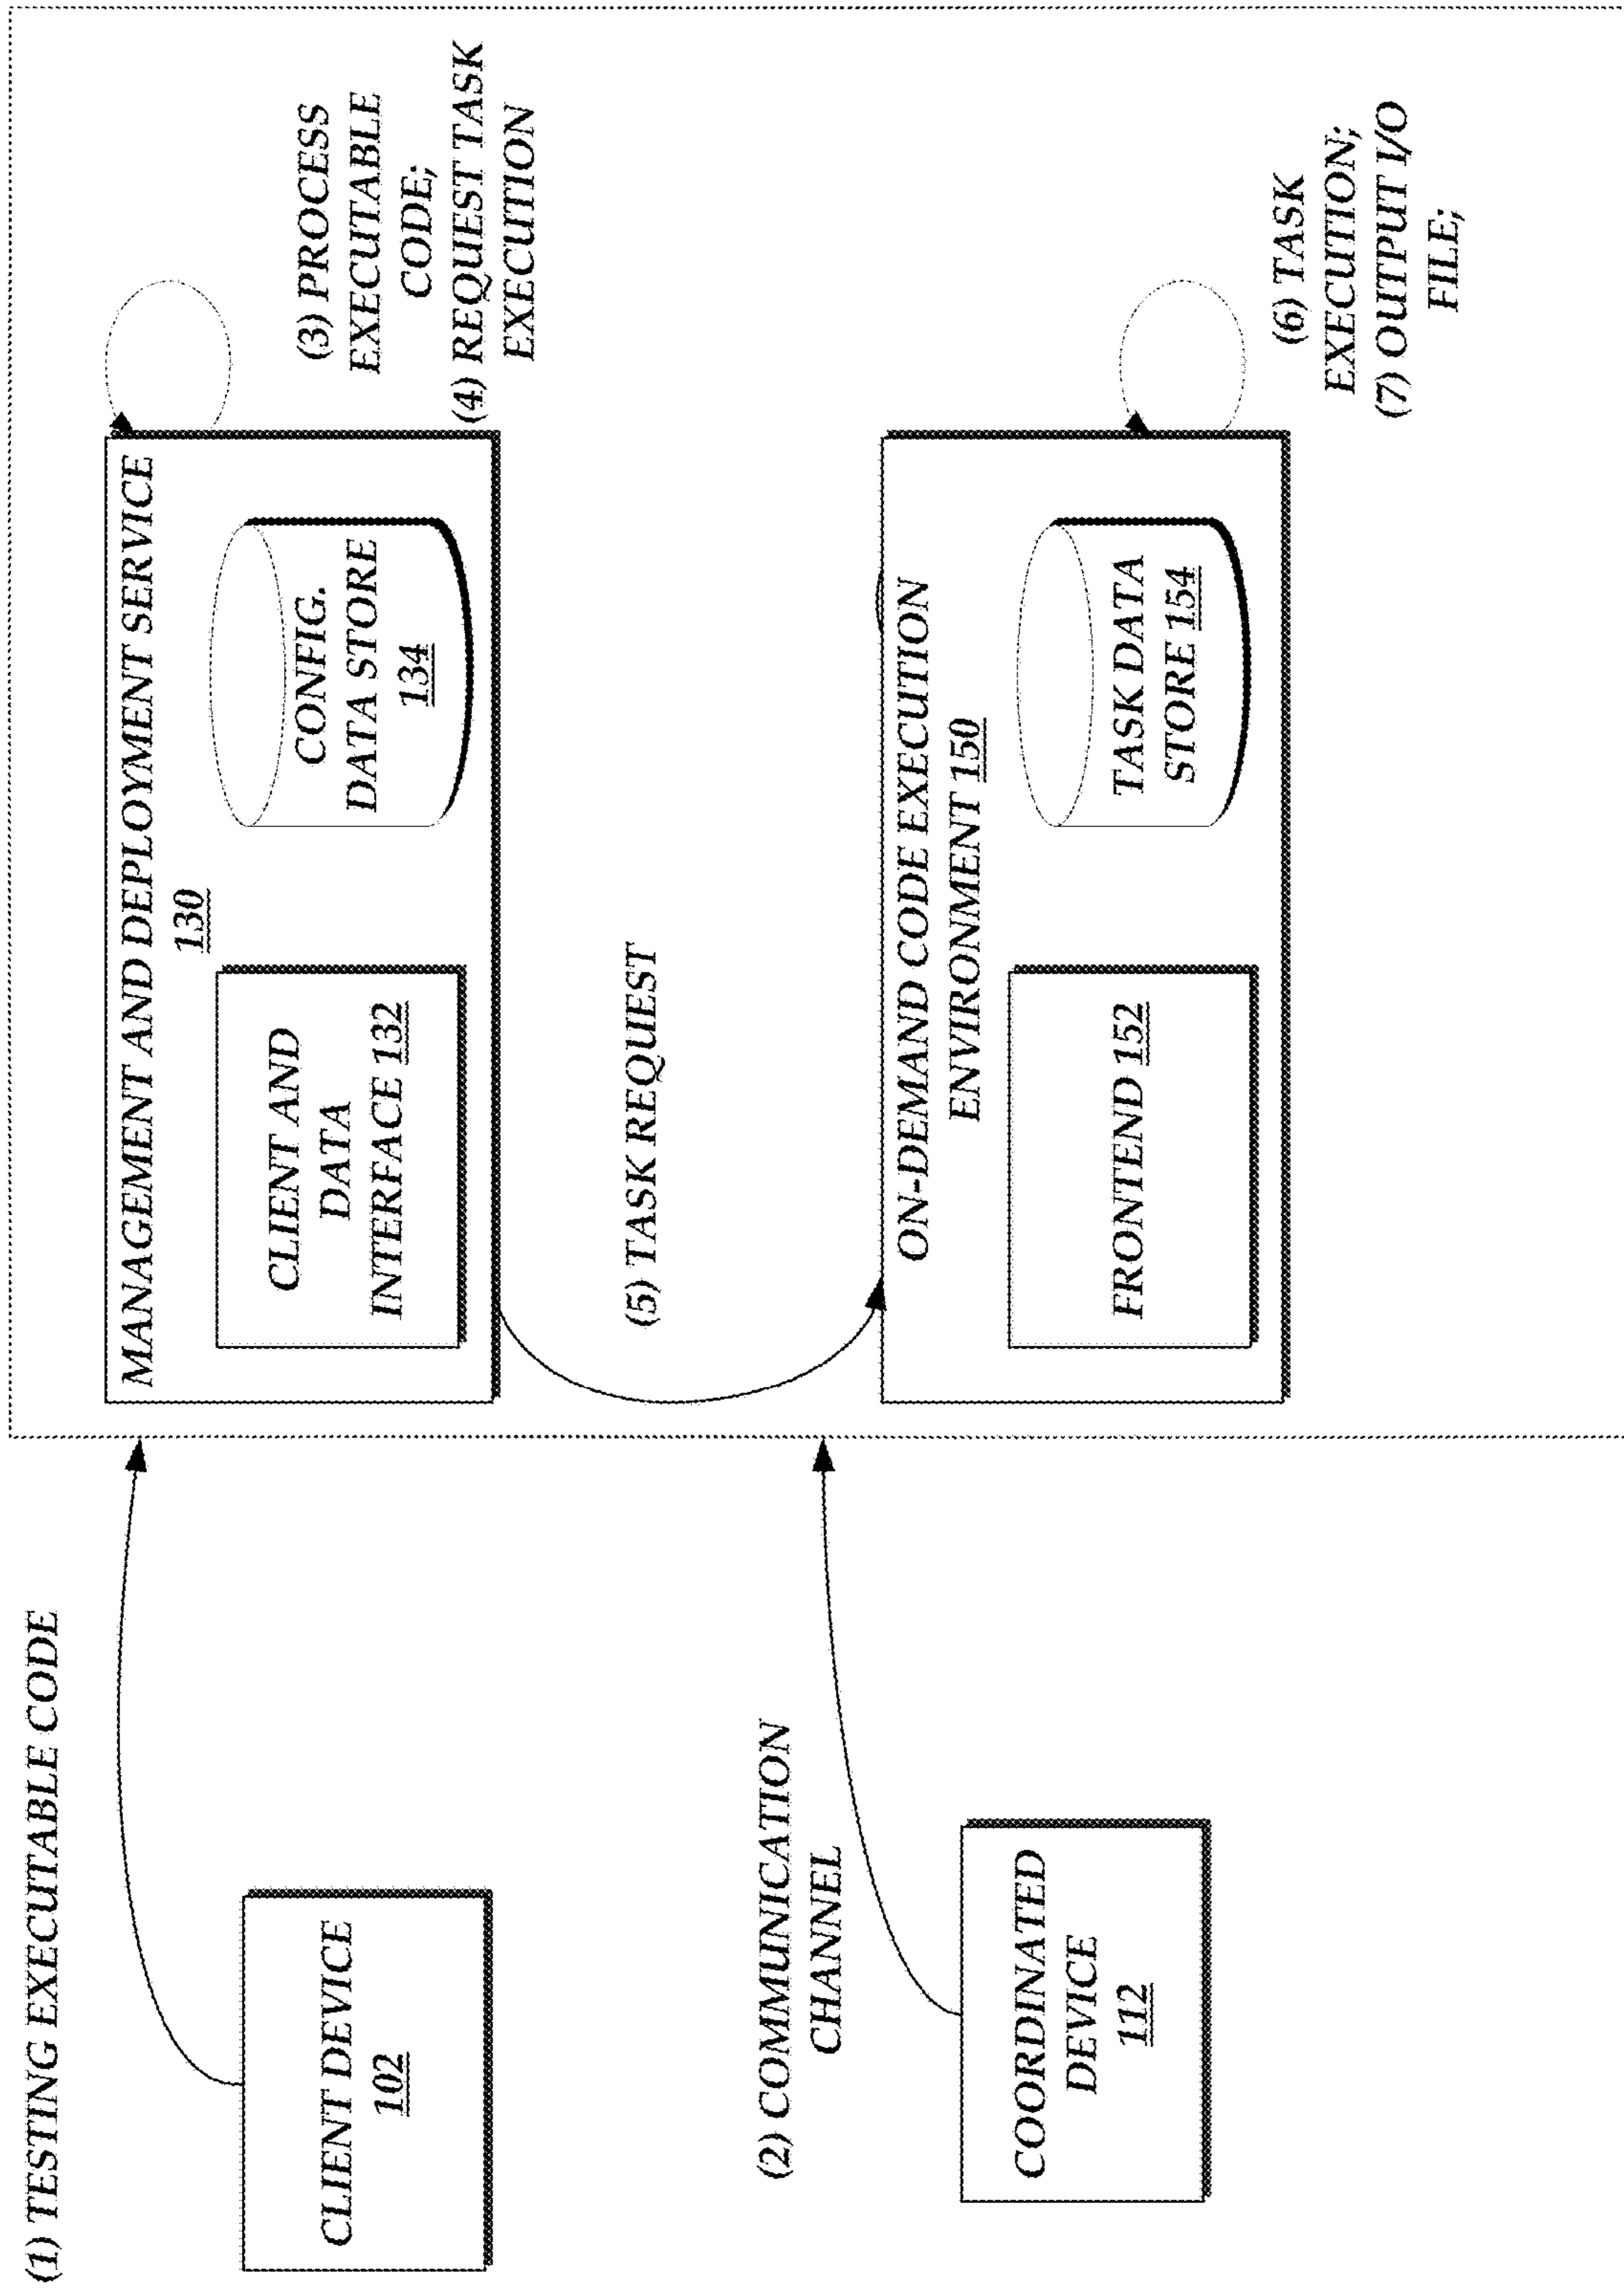 (1) TESTING EXECUTABLE CODE
CLIENT DEVICE
102
(2) COMMUNICATION
CHANNEL
COORDINATED
DEVICE
112
MANAGEMENT AND DEPLOYMENT SERVICE
130
CLIENT AND
DATA
INTERFACE 132
CONFIG.
DATA STORE
134
(3) PROCESS
EXECUTABLE
CODE;
(4) REQUEST TASK
EXECUTION
(5) TASK REQUEST
ON-DEMAND CODE EXECUTION
ENVIRONMENT 150
FRONTEND 152
TASK DATA
STORE 154
(6) TASK
EXECUTION;
(7) OUTPUT I/O
FILE;